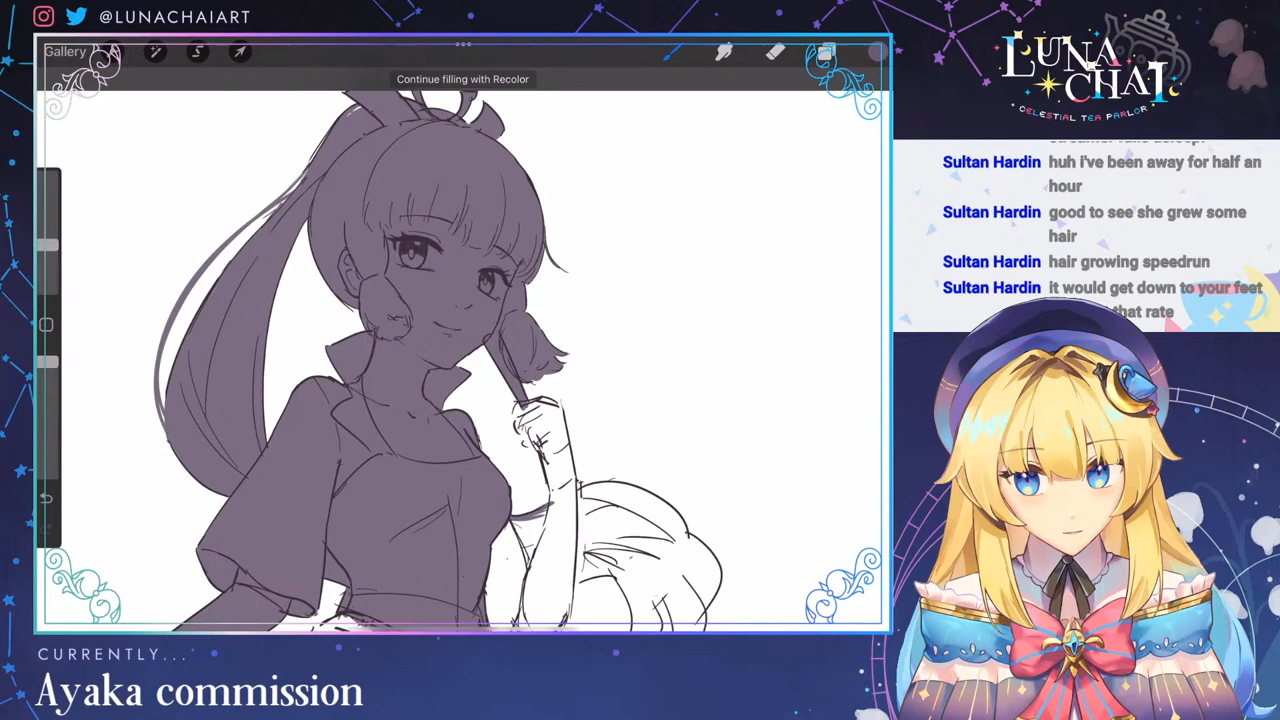 @LUNACHAIART
Gallery
Continue filling with Recolor
LUNA
CHAI
CELESTIAL TEA PARLOR
Sultan Hardin huh i've been away for half an
hour
Sultan Hardin good to see she grew some
hair
Sultan Hardin hair growing speedrun
Sultan Hardin it would get down to your feet
that rate
CURRENTLY...
Ayaka commission